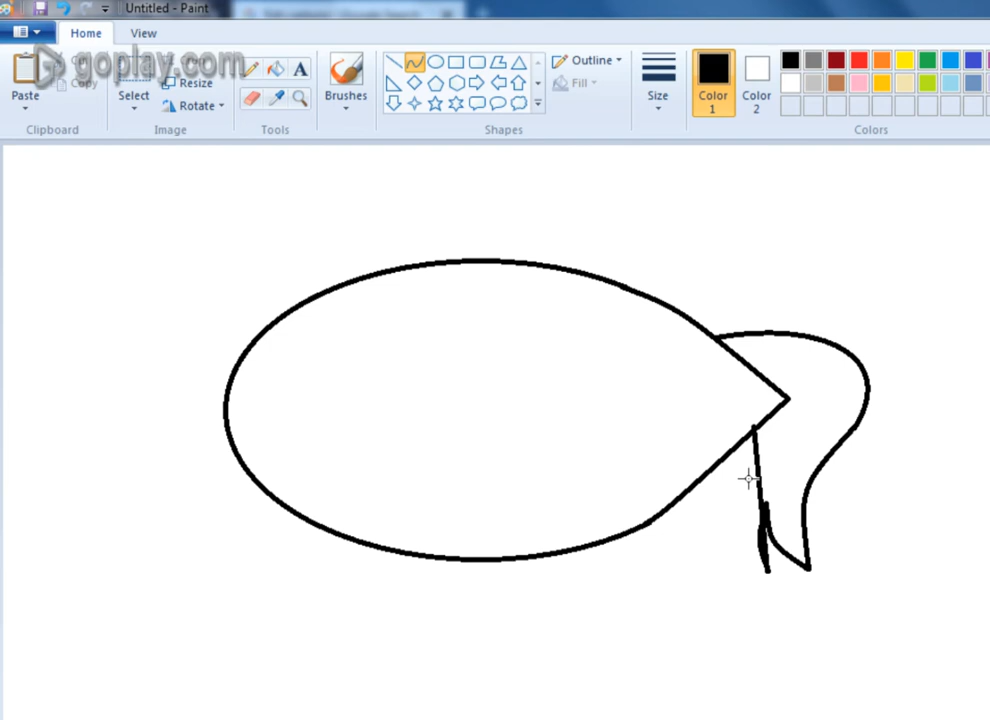 Untitled - Paint
Home
View
goplay.com
Paste
Copy
Select
Resize
Rotate
A
Brushes
Outline
Fill
Size
Color 1
Color 2
Clipboard
Image
Tools
Shapes
Colors